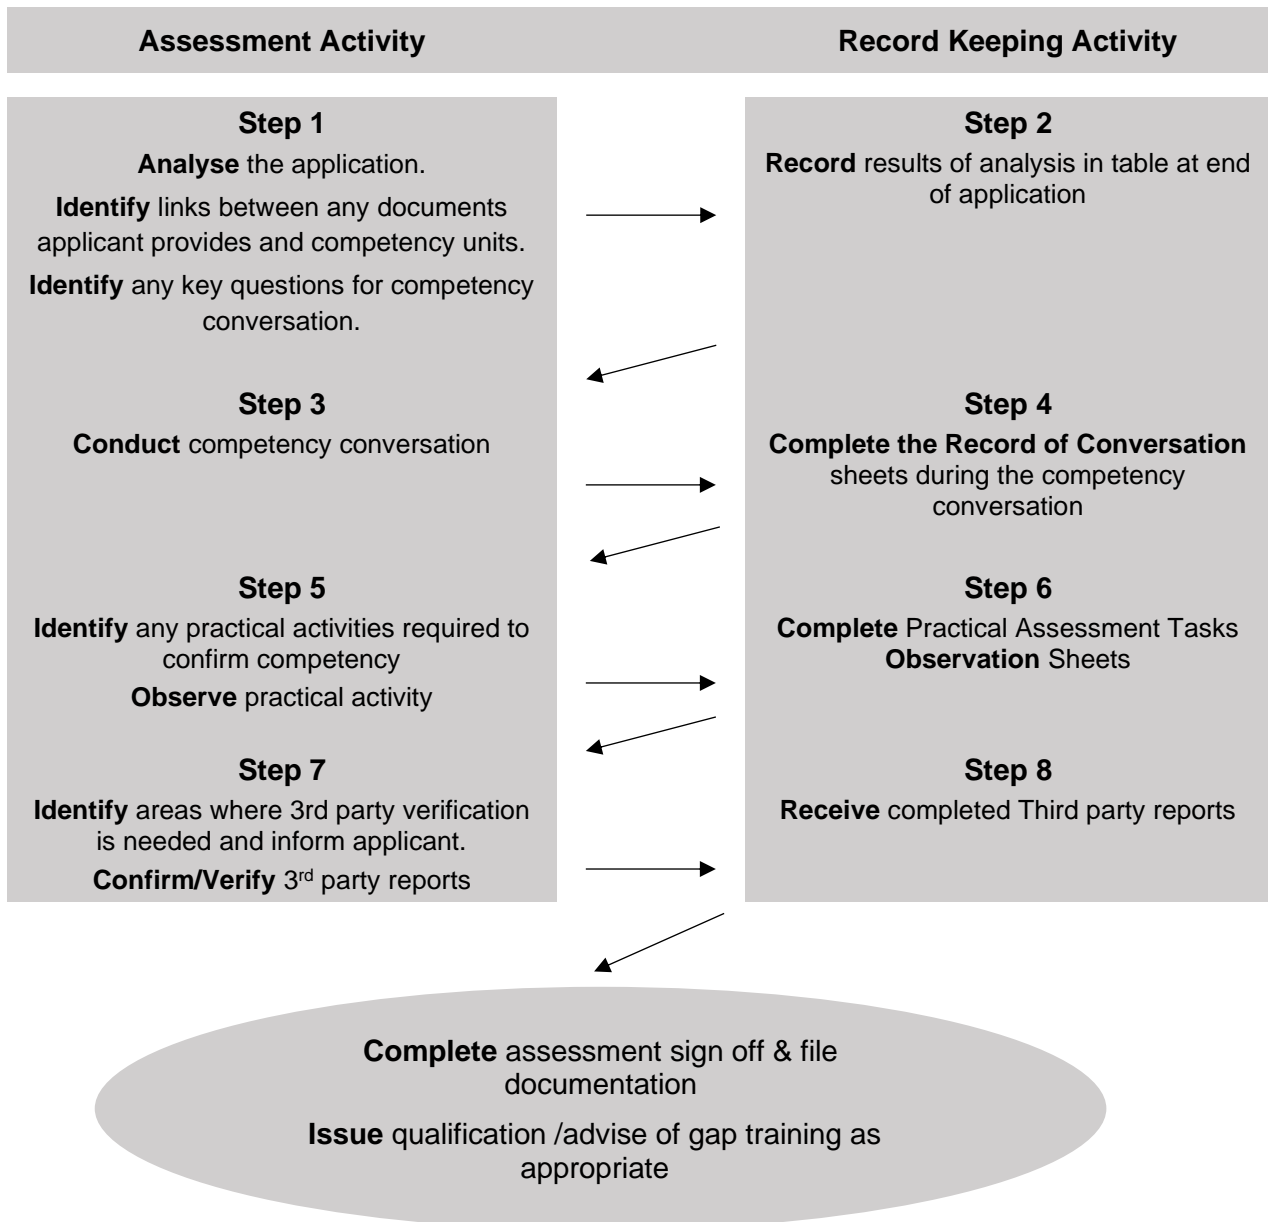 Assessment Activity
Record Keeping Activity
Step 1
Analyse the application.
Identify links between any documents
applicant provides and competency units.
Identify any key questions for competency
conversation.
Step 2
Record results of analysis in table at end
of application
Step 3
Conduct competency conversation
Step 4
Complete the Record of Conversation
sheets during the competency
conversation
Step 5
Identify any practical activities required to
confirm competency
Observe practical activity
Step 6
Complete Practical Assessment Tasks
Observation Sheets
Step 7
Identify areas where 3rd party verification
is needed and inform applicant.
Confirm/Verify 3rd party reports
Step 8
Receive completed Third party reports
Complete assessment sign off & file
documentation
Issue qualification /advise of gap training as
appropriate